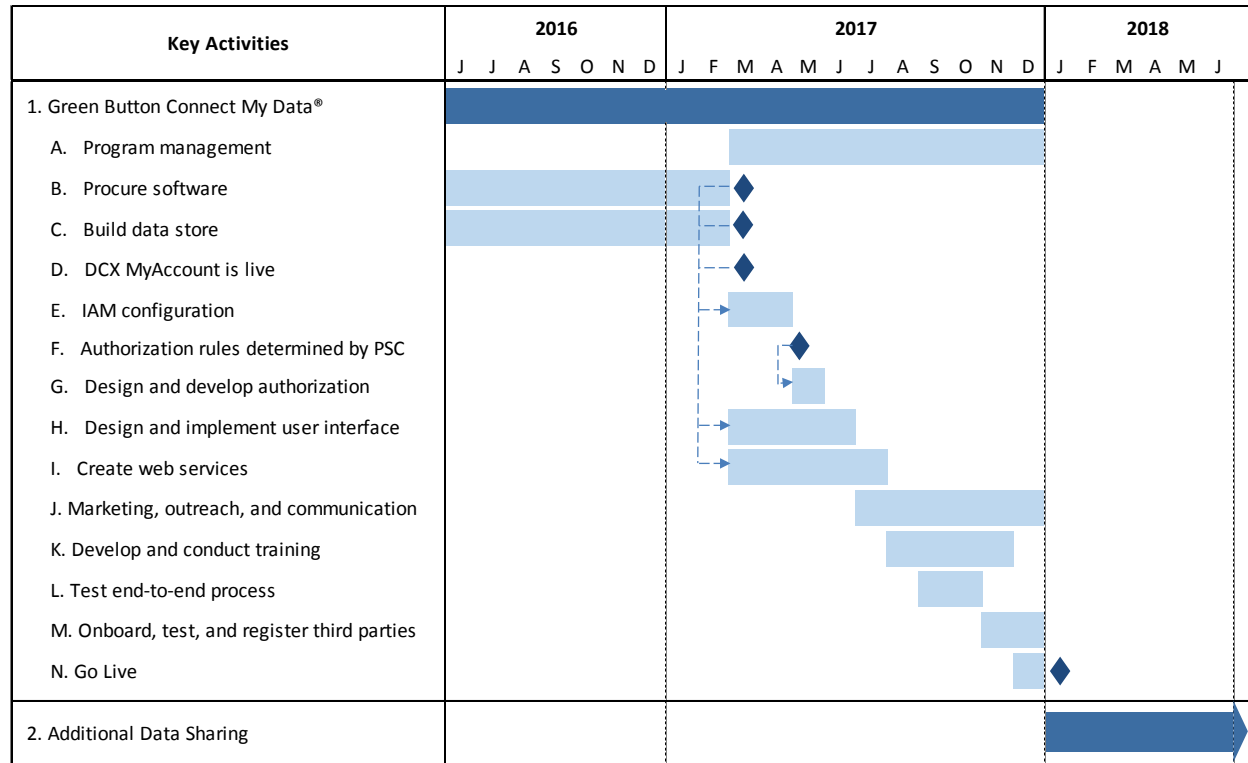 Key Activities
2016 2017 2018
J J A S O N D J F M A M J J A S O N D J F M A M J
1. Green Button Connect My Data®
A. Program management
B. Procure software
C. Build data store
D. DCX MyAccount is live
E. IAM configuration
F. Authorization rules determined by PSC
G. Design and develop authorization
H. Design and implement user interface
I. Create web services
J. Marketing, outreach, and communication
K. Develop and conduct training
L. Test end-to-end process
M. Onboard, test, and register third parties
N. Go Live
2. Additional Data Sharing